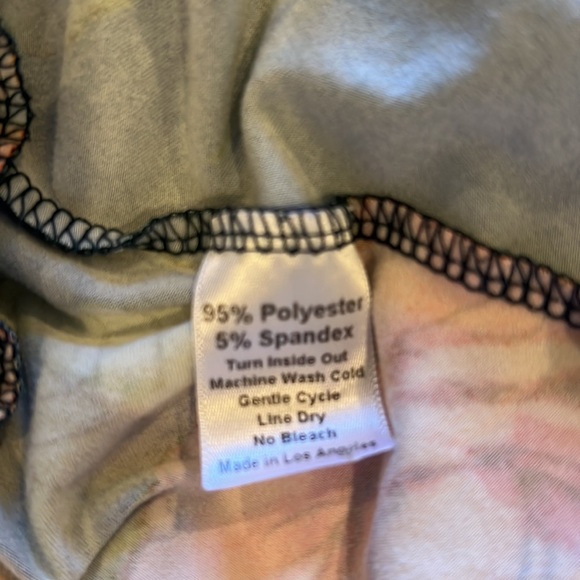 95% Polyester
5% Spandex
Turn Inside Out
Machine Wash Cold
Gentle Cycle
Line Dry
No Bleach
Made in Los Angeles